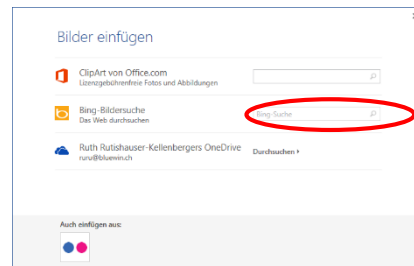 Bilder einfügen
ClipArt von Office.com
Lizenzgebührenfreie Fotos und Abbildungen
Bing-Bildersuche
Das Web durchsuchen
Bing-Suche
Ruth Rutishauser-Kellenbergers OneDrive
ruru@bluewin.ch
Durchsuchen
Auch einfügen aus: